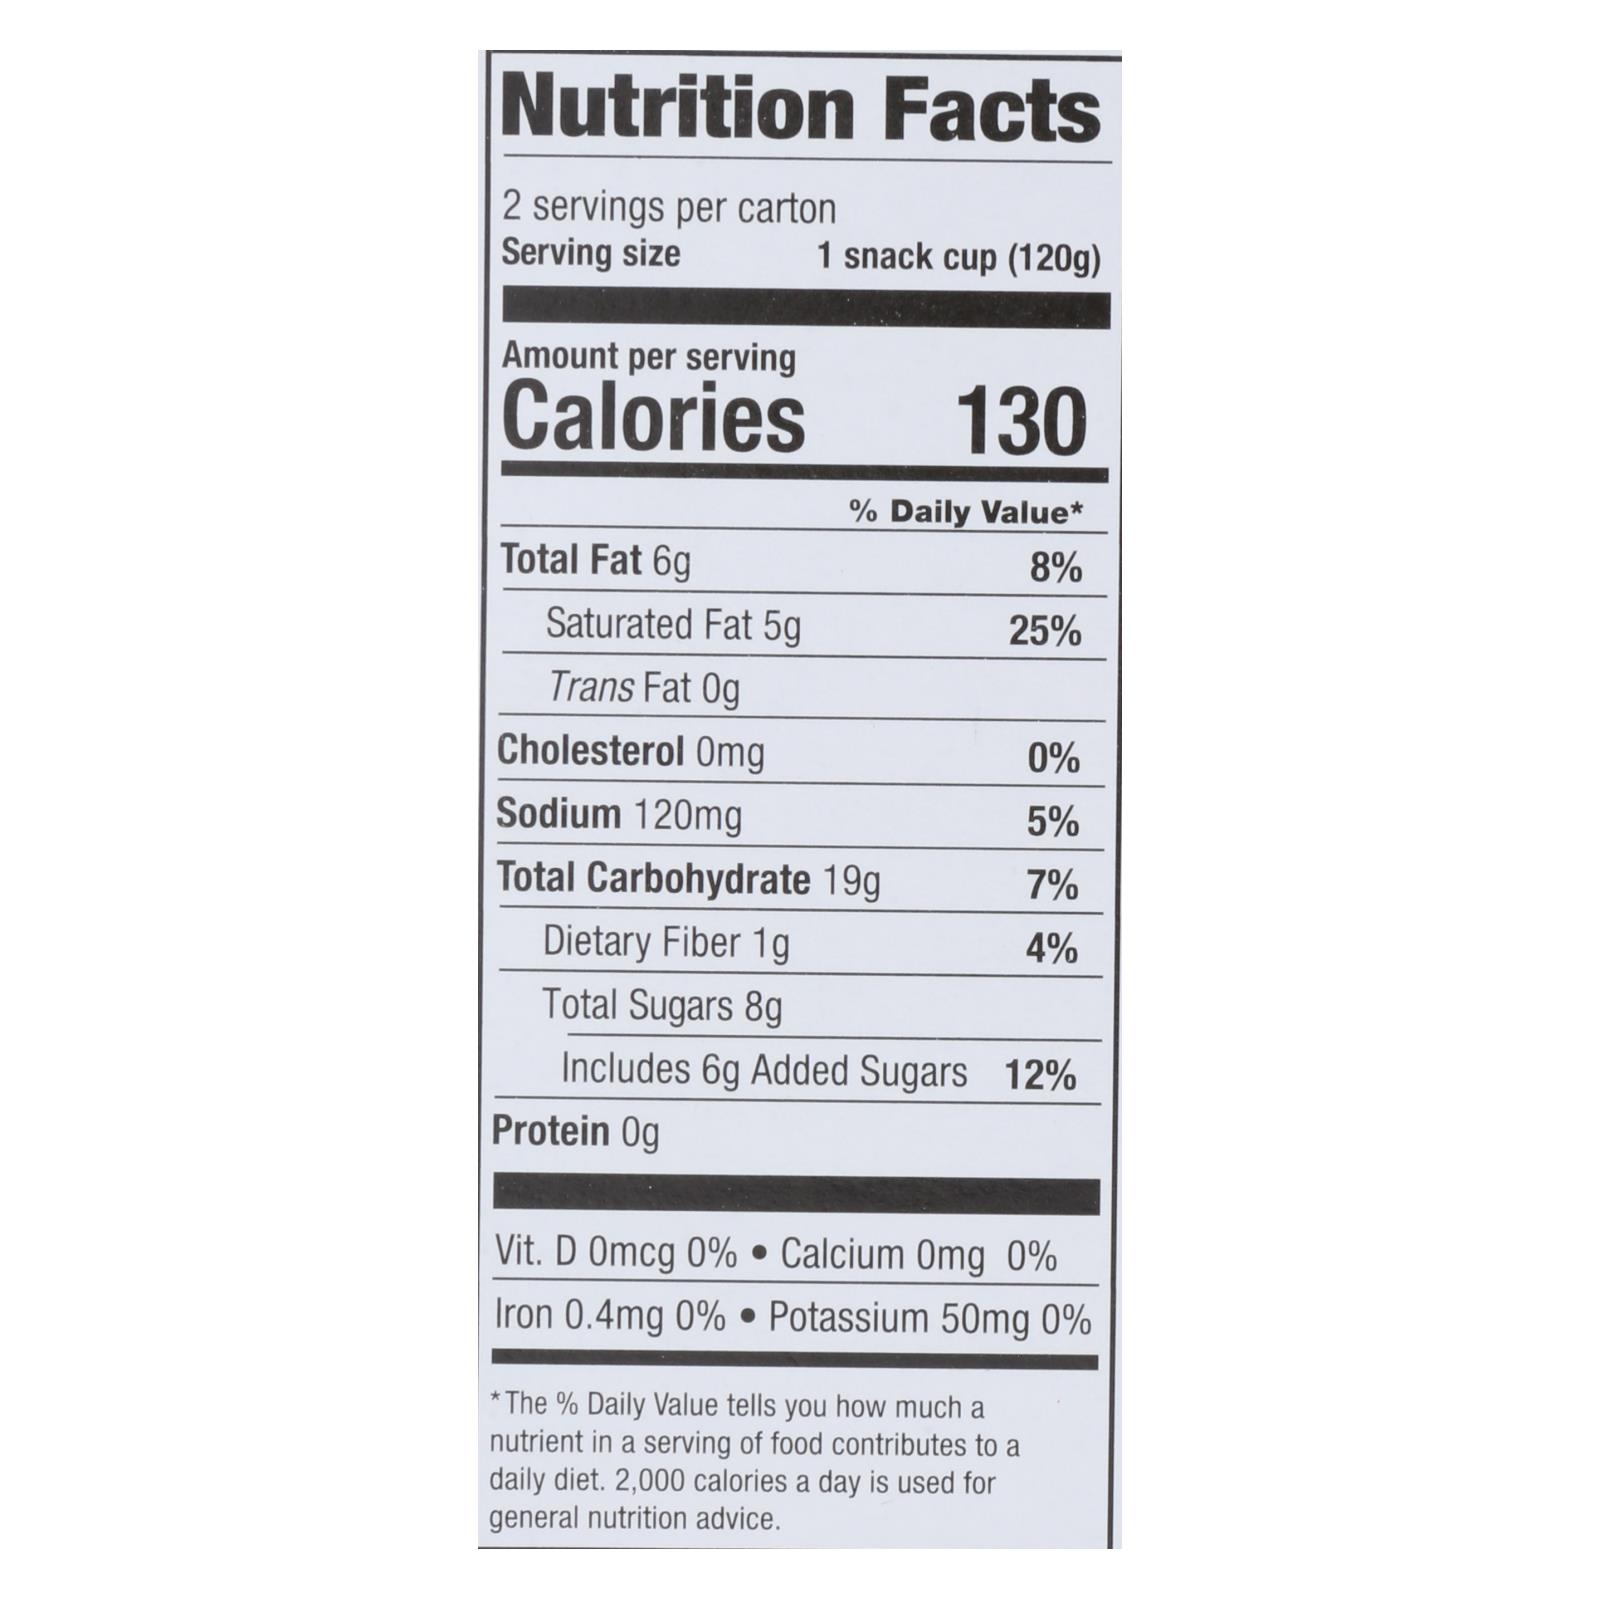 Nutrition Facts
2 servings per carton
Serving size 1 snack cup (120g)
Amount per serving
Calories 130
% Daily Value*
Total Fat 6g 8%
Saturated Fat 5g 25%
Trans Fat 0g
Cholesterol 0mg 0%
Sodium 120mg 5%
Total Carbohydrate 19g 7%
Dietary Fiber 1g 4%
Total Sugars 8g
Includes 6g Added Sugars 12%
Protein 0g
Vit. D 0mcg 0% • Calcium 0mg 0%
Iron 0.4mg 0% • Potassium 50mg 0%
*The % Daily Value tells you how much a
nutrient in a serving of food contributes to a
daily diet. 2,000 calories a day is used for
general nutrition advice.